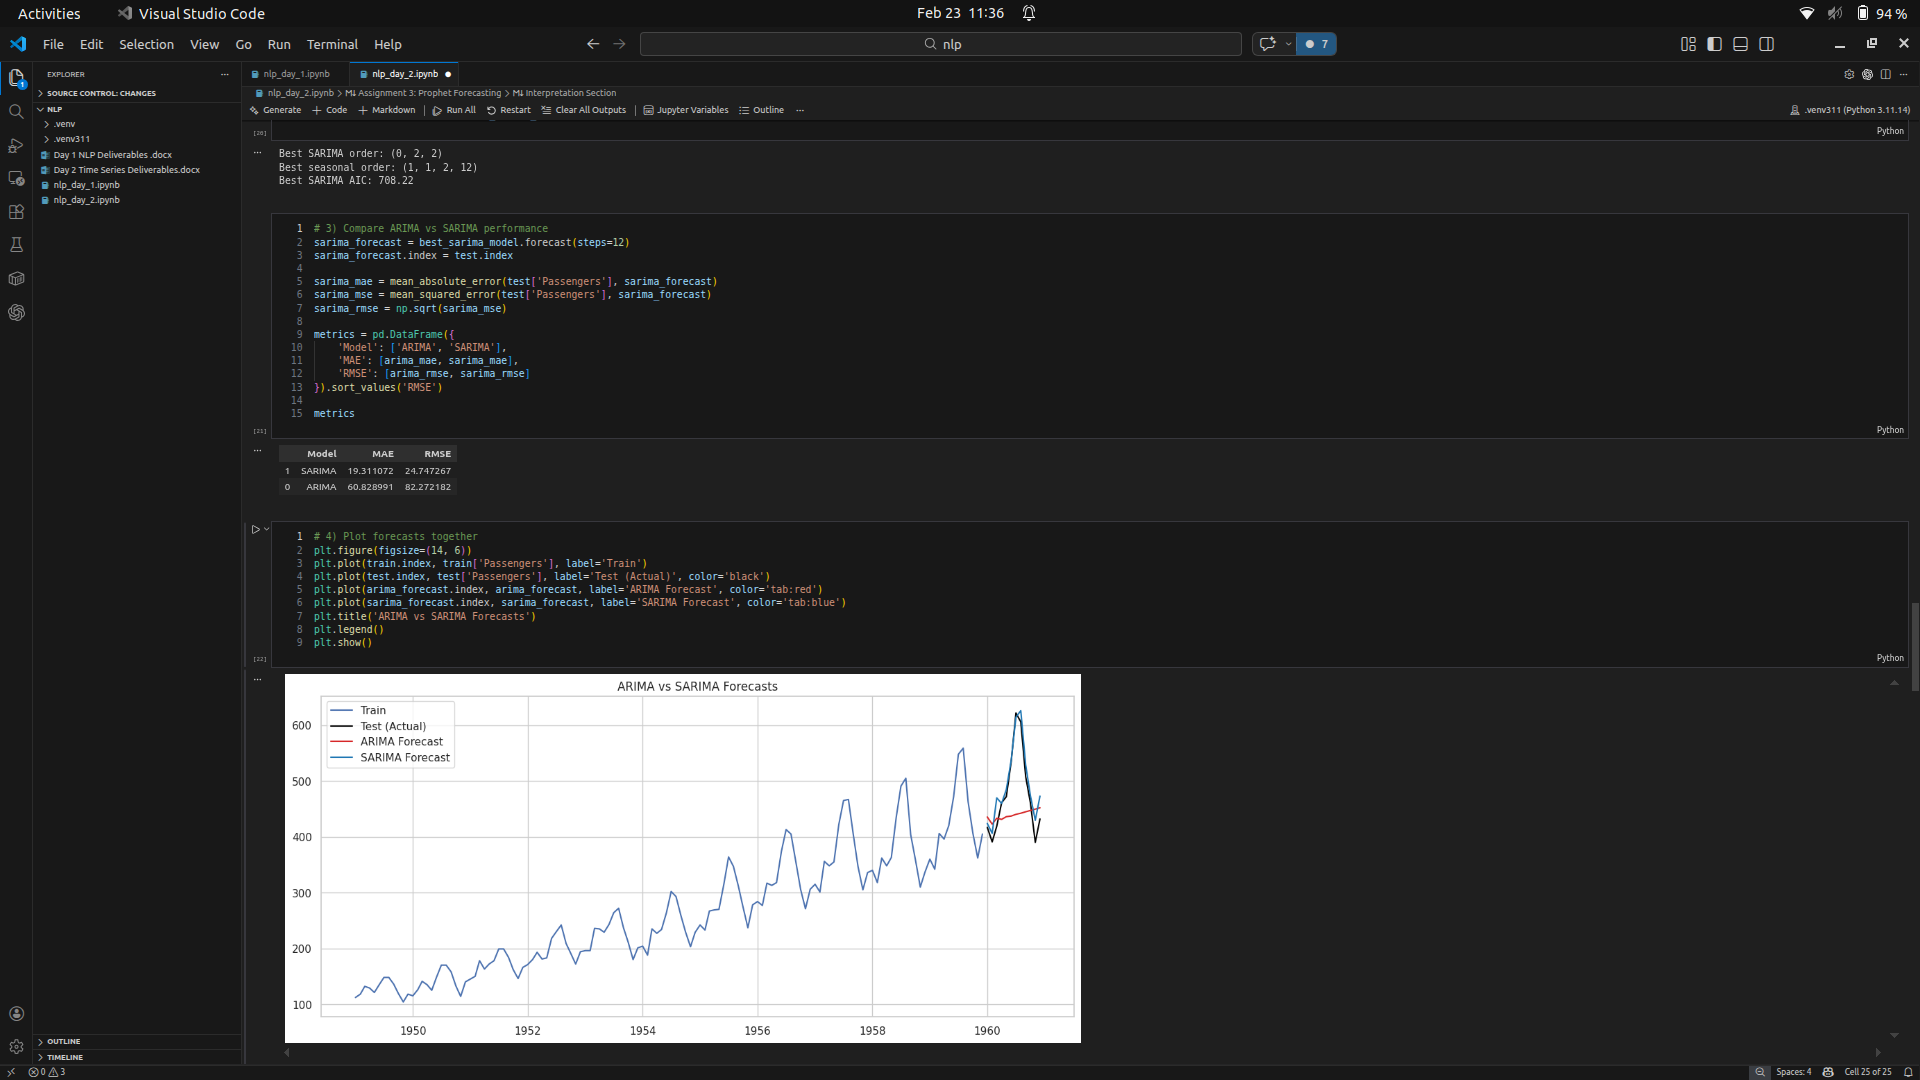 Activities
Visual Studio Code
Feb 23 11:36
94 %
File Edit Selection View Go Run Terminal Help
nlp
7
EXPLORER
SOURCE CONTROL: CHANGES
NLP
.venv
.venv311
Day 1 NLP Deliverables .docx
Day 2 Time Series Deliverables.docx
nlp_day_1.ipynb
nlp_day_2.ipynb
OUTLINE
TIMELINE
nlp_day_1.ipynb
nlp_day_2.ipynb
nlp_day_2.ipynb > M↓ Assignment 3: Prophet Forecasting > M↓ Interpretation Section
Generate + Code + Markdown Run All Restart Clear All Outputs Jupyter Variables Outline ...
.venv311 (Python 3.11.14)
[20]
Python
Best SARIMA order: (0, 2, 2)
Best seasonal order: (1, 1, 2, 12)
Best SARIMA AIC: 708.22
1 # 3) Compare ARIMA vs SARIMA performance
2 sarima_forecast = best_sarima_model.forecast(steps=12)
3 sarima_forecast.index = test.index
4
5 sarima_mae = mean_absolute_error(test['Passengers'], sarima_forecast)
6 sarima_mse = mean_squared_error(test['Passengers'], sarima_forecast)
7 sarima_rmse = np.sqrt(sarima_mse)
8
9 metrics = pd.DataFrame({
10 'Model': ['ARIMA', 'SARIMA'],
11 'MAE': [arima_mae, sarima_mae],
12 'RMSE': [arima_rmse, sarima_rmse]
13 }).sort_values('RMSE')
14
15 metrics
[21]
Python
Model MAE RMSE
1 SARIMA 19.311072 24.747267
0 ARIMA 60.828991 82.272182
1 # 4) Plot forecasts together
2 plt.figure(figsize=(14, 6))
3 plt.plot(train.index, train['Passengers'], label='Train')
4 plt.plot(test.index, test['Passengers'], label='Test (Actual)', color='black')
5 plt.plot(arima_forecast.index, arima_forecast, label='ARIMA Forecast', color='tab:red')
6 plt.plot(sarima_forecast.index, sarima_forecast, label='SARIMA Forecast', color='tab:blue')
7 plt.title('ARIMA vs SARIMA Forecasts')
8 plt.legend()
9 plt.show()
[22]
Python
ARIMA vs SARIMA Forecasts
Train
Test (Actual)
ARIMA Forecast
SARIMA Forecast
600
500
400
300
200
100
1950 1952 1954 1956 1958 1960
0 3
Spaces: 4
Cell 25 of 25